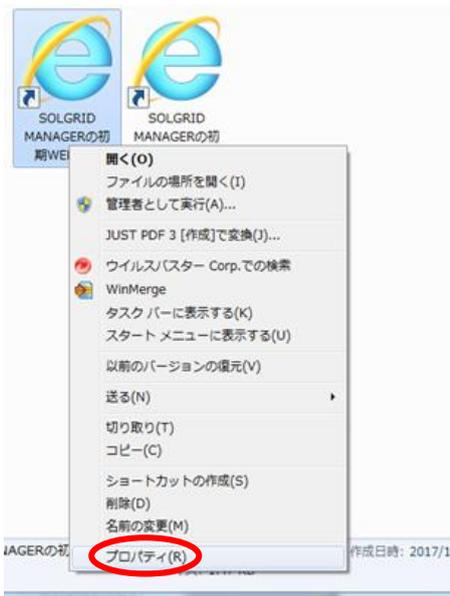 SOLGRID
MANAGERの初
期WE
SOLGRID
MANAGERの初
開く(O)
ファイルの場所を開く(I)
管理者として実行(A)...
JUST PDF 3 [作成]で変換(J)...
ウイルスバスター Corp.での検索
WinMerge
タスク バーに表示する(K)
スタート メニューに表示する(U)
以前のバージョンの復元(V)
送る(N)
切り取り(T)
コピー(C)
ショートカットの作成(S)
削除(D)
名前の変更(M)
プロパティ(R)
NAGERの初
作成日時: 2017/1